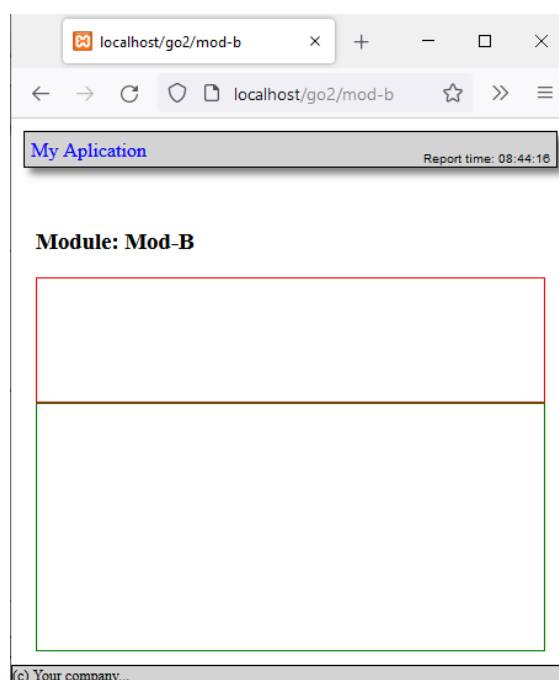 localhost/go2/mod-b
localhost/go2/mod-b
My Aplication
Report time: 08:44:16
Module: Mod-B
(c) Your company...